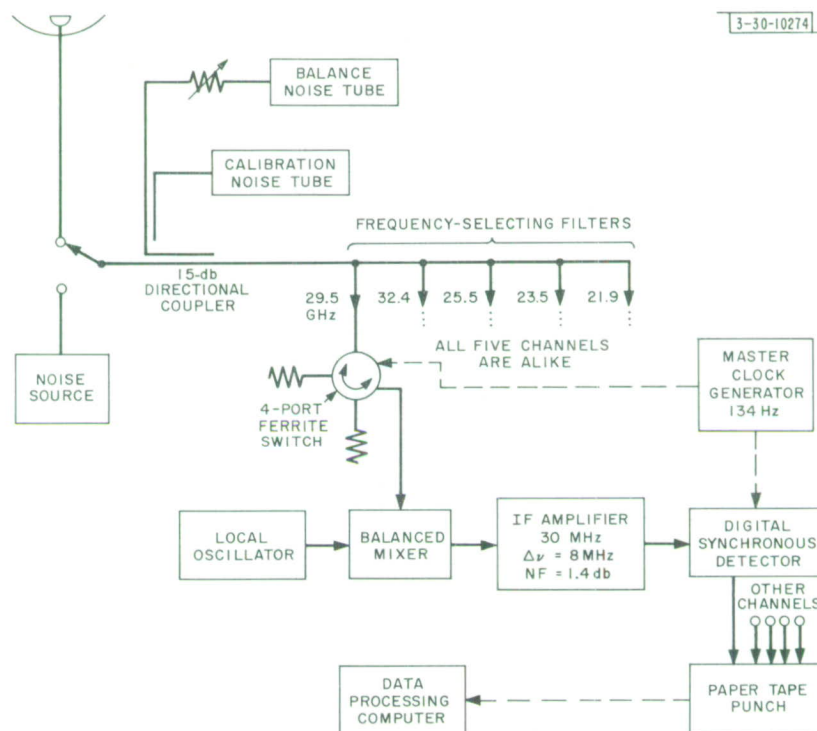 3-30-10274
BALANCE
NOISE TUBE
CALIBRATION
NOISE TUBE
FREQUENCY-SELECTING FILTERS
15-db
DIRECTIONAL
COUPLER
29.5
GHz
32.4
25.5
23.5
21.9
ALL FIVE CHANNELS
ARE ALIKE
NOISE
SOURCE
4-PORT
FERRITE
SWITCH
MASTER
CLOCK
GENERATOR
134 Hz
LOCAL
OSCILLATOR
BALANCED
MIXER
IF AMPLIFIER
30 MHz
Δν = 8 MHz
NF = 1.4 db
DIGITAL
SYNCHRONOUS
DETECTOR
OTHER
CHANNELS
DATA
PROCESSING
COMPUTER
PAPER TAPE
PUNCH